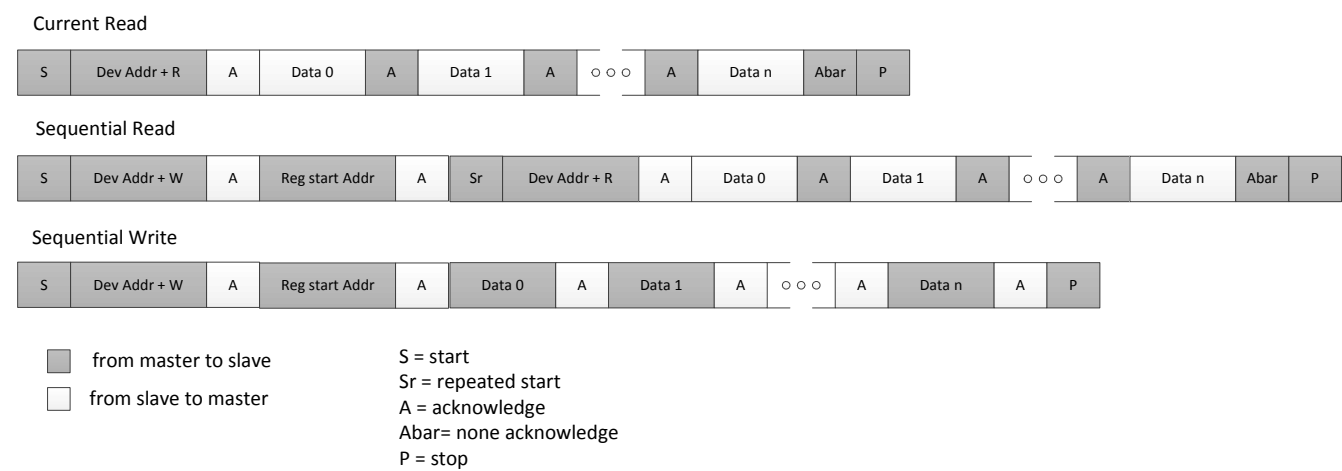 Current Read
S Dev Addr + R A Data 0 A Data 1 A A Data n Abar P
Sequential Read
S Dev Addr + W A Reg start Addr A Sr Dev Addr + R A Data 0 A Data 1 A A Data n Abar P
Sequential Write
S Dev Addr + W A Reg start Addr A Data 0 A Data 1 A A Data n A P
from master to slave
from slave to master
S = start
Sr = repeated start
A = acknowledge
Abar= none acknowledge
P = stop